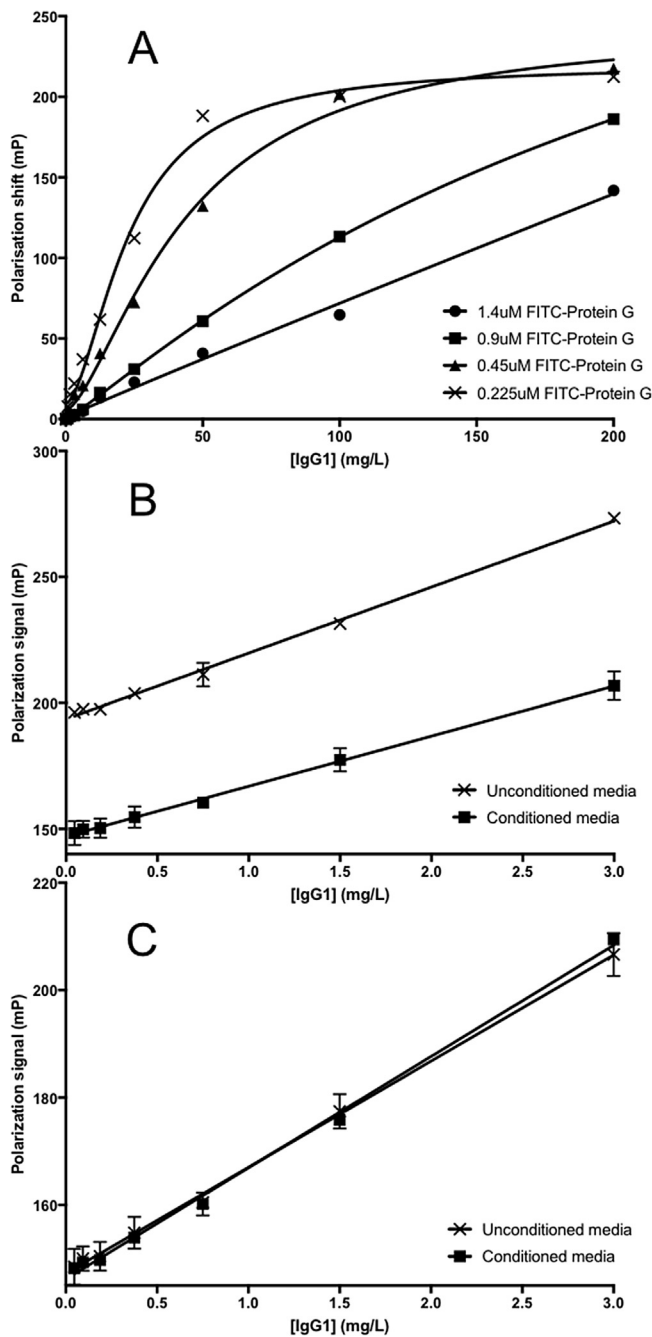 A
250
200
150
100
50
0
Polarisation shift (mP)
1.4uM FITC-Protein G
0.9uM FITC-Protein G
0.45uM FITC-Protein G
0.225uM FITC-Protein G
0 50 100 150 200
[IgG1] (mg/L)
B
300
250
200
150
Polarization signal (mP)
Unconditioned media
Conditioned media
0.0 0.5 1.0 1.5 2.0 2.5 3.0
[IgG1] (mg/L)
C
220
200
180
160
Polarization signal (mP)
Unconditioned media
Conditioned media
0.0 0.5 1.0 1.5 2.0 2.5 3.0
[IgG1] (mg/L)